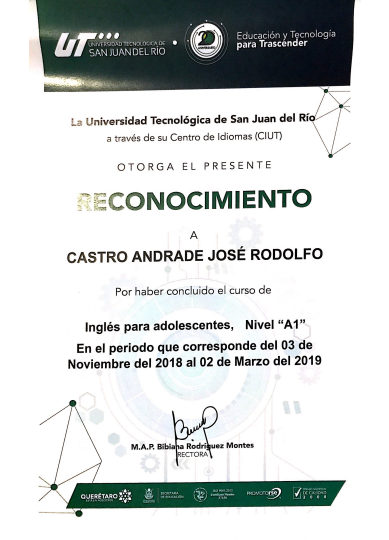 UT
UNIVERSIDAD TECNOLÓGICA DE
SAN JUAN DEL RÍO
20
UNIVERSIDAD
Educación y Tecnología
para Trascender
La Universidad Tecnológica de San Juan del Río
a través de su Centro de Idiomas (CIUT)
OTORGA EL PRESENTE
RECONOCIMIENTO
A
CASTRO ANDRADE JOSÉ RODOLFO
Por haber concluido el curso de
Inglés para adolescentes, Nivel “A1”
En el periodo que corresponde del 03 de
Noviembre del 2018 al 02 de Marzo del 2019
M.A.P. Bibiana Rodríguez Montes
RECTORA
QUERÉTARO
SECRETARÍA
DE EDUCACIÓN